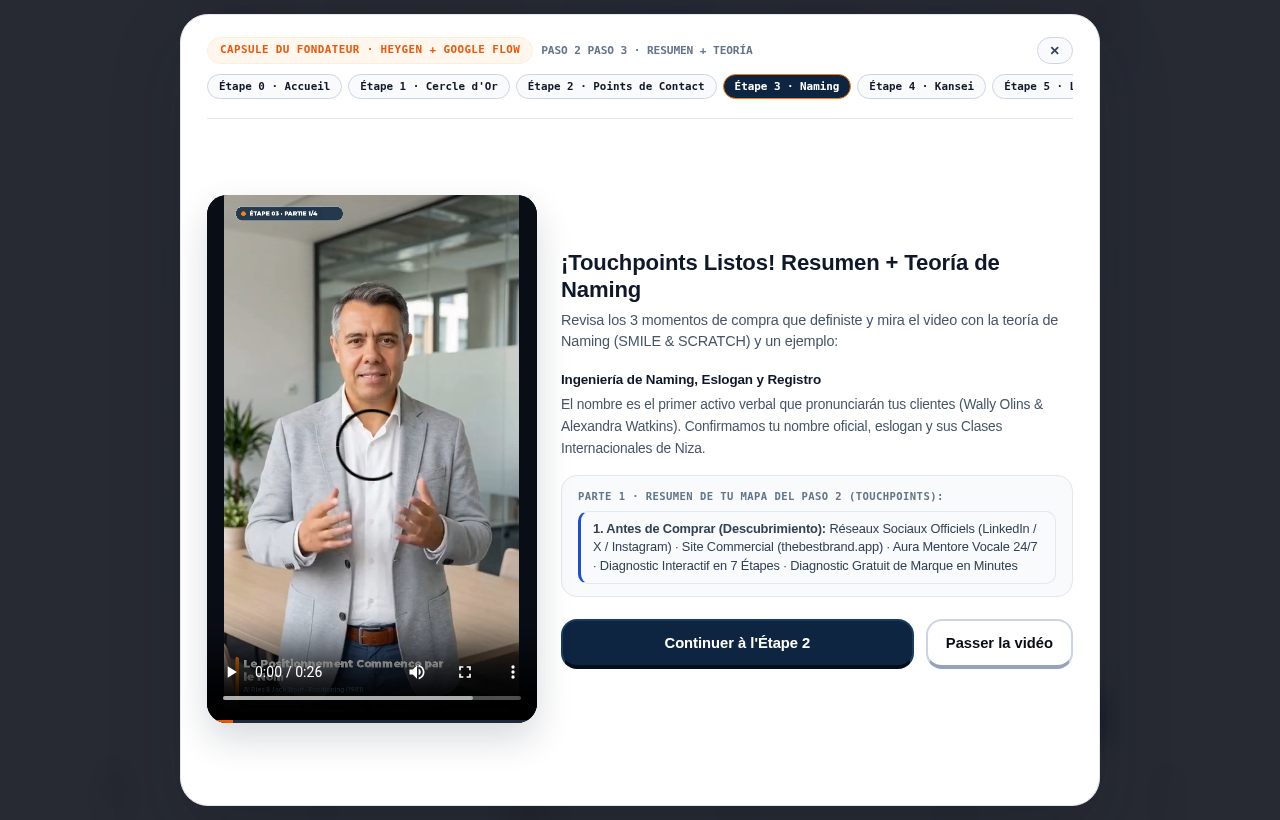 CAPSULE DU FONDATEUR · HEYGEN + GOOGLE FLOW
PASO 2 PASO 3 · RESUMEN + TEORÍA
✕
Étape 0 · Accueil
Étape 1 · Cercle d'Or
Étape 2 · Points de Contact
Étape 3 · Naming
Étape 4 · Kansei
Étape 5 · L
ÉTAPE 03 · PARTIE 1/4
Le Positionnement Commence par
le Nom
0:00 / 0:26
¡Touchpoints Listos! Resumen + Teoría de
Naming
Revisa los 3 momentos de compra que definiste y mira el video con la teoría de
Naming (SMILE & SCRATCH) y un ejemplo:
Ingeniería de Naming, Eslogan y Registro
El nombre es el primer activo verbal que pronunciarán tus clientes (Wally Olins &
Alexandra Watkins). Confirmamos tu nombre oficial, eslogan y sus Clases
Internacionales de Niza.
PARTE 1 · RESUMEN DE TU MAPA DEL PASO 2 (TOUCHPOINTS):
1. Antes de Comprar (Descubrimiento): Réseaux Sociaux Officiels (LinkedIn /
X / Instagram) · Site Commercial (thebestbrand.app) · Aura Mentore Vocale 24/7
· Diagnostic Interactif en 7 Étapes · Diagnostic Gratuit de Marque en Minutes
Continuer à l'Étape 2
Passer la vidéo